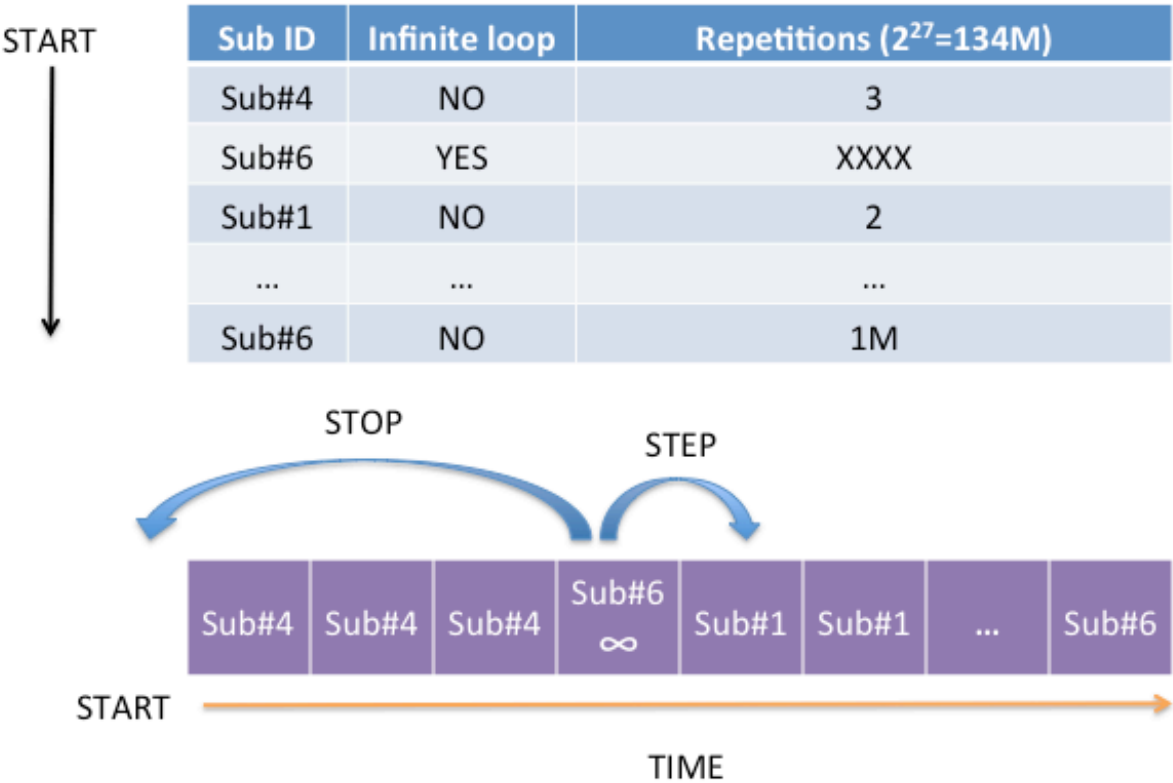 START
Sub ID Infinite loop Repetitions (2²⁷=134M)
Sub#4 NO 3
Sub#6 YES XXXX
Sub#1 NO 2
... ... ...
Sub#6 NO 1M
STOP
STEP
Sub#4 Sub#4 Sub#4 Sub#6 ∞ Sub#1 Sub#1 ... Sub#6
START
TIME